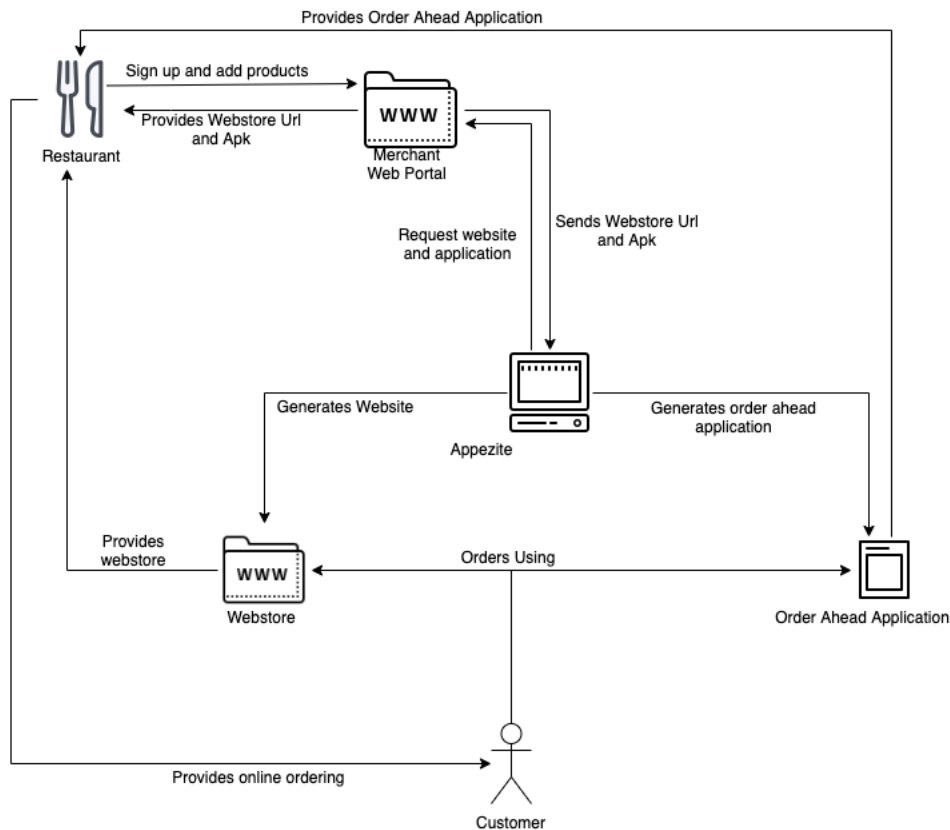 Provides Order Ahead Application
Sign up and add products
WWW
Provides Webstore Url
and Apk
Restaurant
Merchant
Web Portal
Request website
and application
Sends Webstore Url
and Apk
Generates Website
Generates order ahead
application
Appezite
Provides
webstore
WWW
Orders Using
Webstore
Order Ahead Application
Provides online ordering
Customer